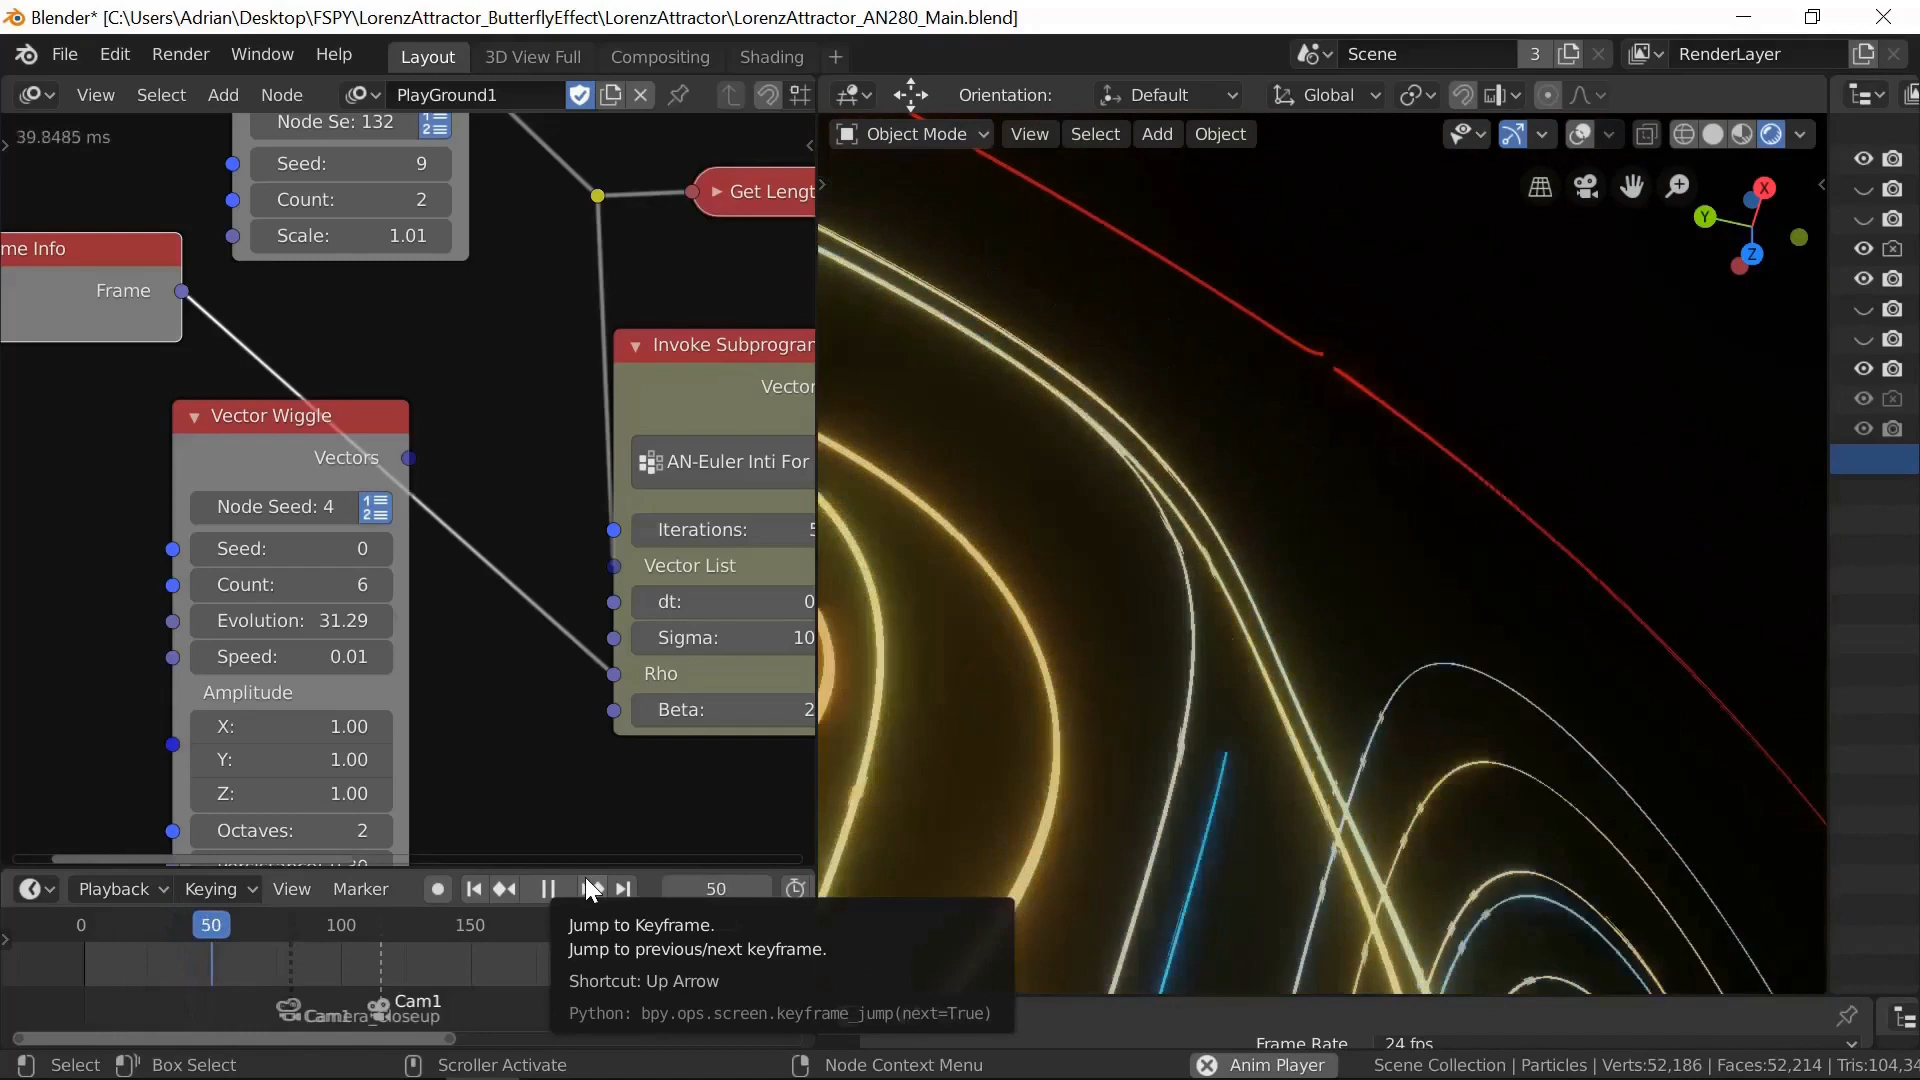 Blender* [C:\Users\Adrian\Desktop\FSPY\LorenzAttractor_ButterflyEffect\LorenzAttractor\LorenzAttractor_AN280_Main.blend]
File Edit Render Window Help Layout 3D View Full Compositing Shading + Scene 3 RenderLayer
View Select Add Node PlayGround1 Orientation: Default Global
Object Mode View Select Add Object
39.8485 ms
Node Se: 132
Seed: 9
Count: 2
Scale: 1.01
Get Lengt
me Info
Frame
Invoke Subprogram
Vector
AN-Euler Inti For
Iterations: 5
Vector List
dt: 0
Sigma: 10
Rho
Beta: 2
Vector Wiggle
Vectors
Node Seed: 4
Seed: 0
Count: 6
Evolution: 31.29
Speed: 0.01
Amplitude
X: 1.00
Y: 1.00
Z: 1.00
Octaves: 2
X
Y
Z
Playback Keying View Marker 50
0 50 100 150
Cam1
Jump to Keyframe.
Jump to previous/next keyframe.
Shortcut: Up Arrow
Python: bpy.ops.screen.keyframe_jump(next=True)
Frame Rate 24 fps
Select Box Select Scroller Activate Node Context Menu Anim Player Scene Collection | Particles | Verts:52,186 | Faces:52,214 | Tris:104,34